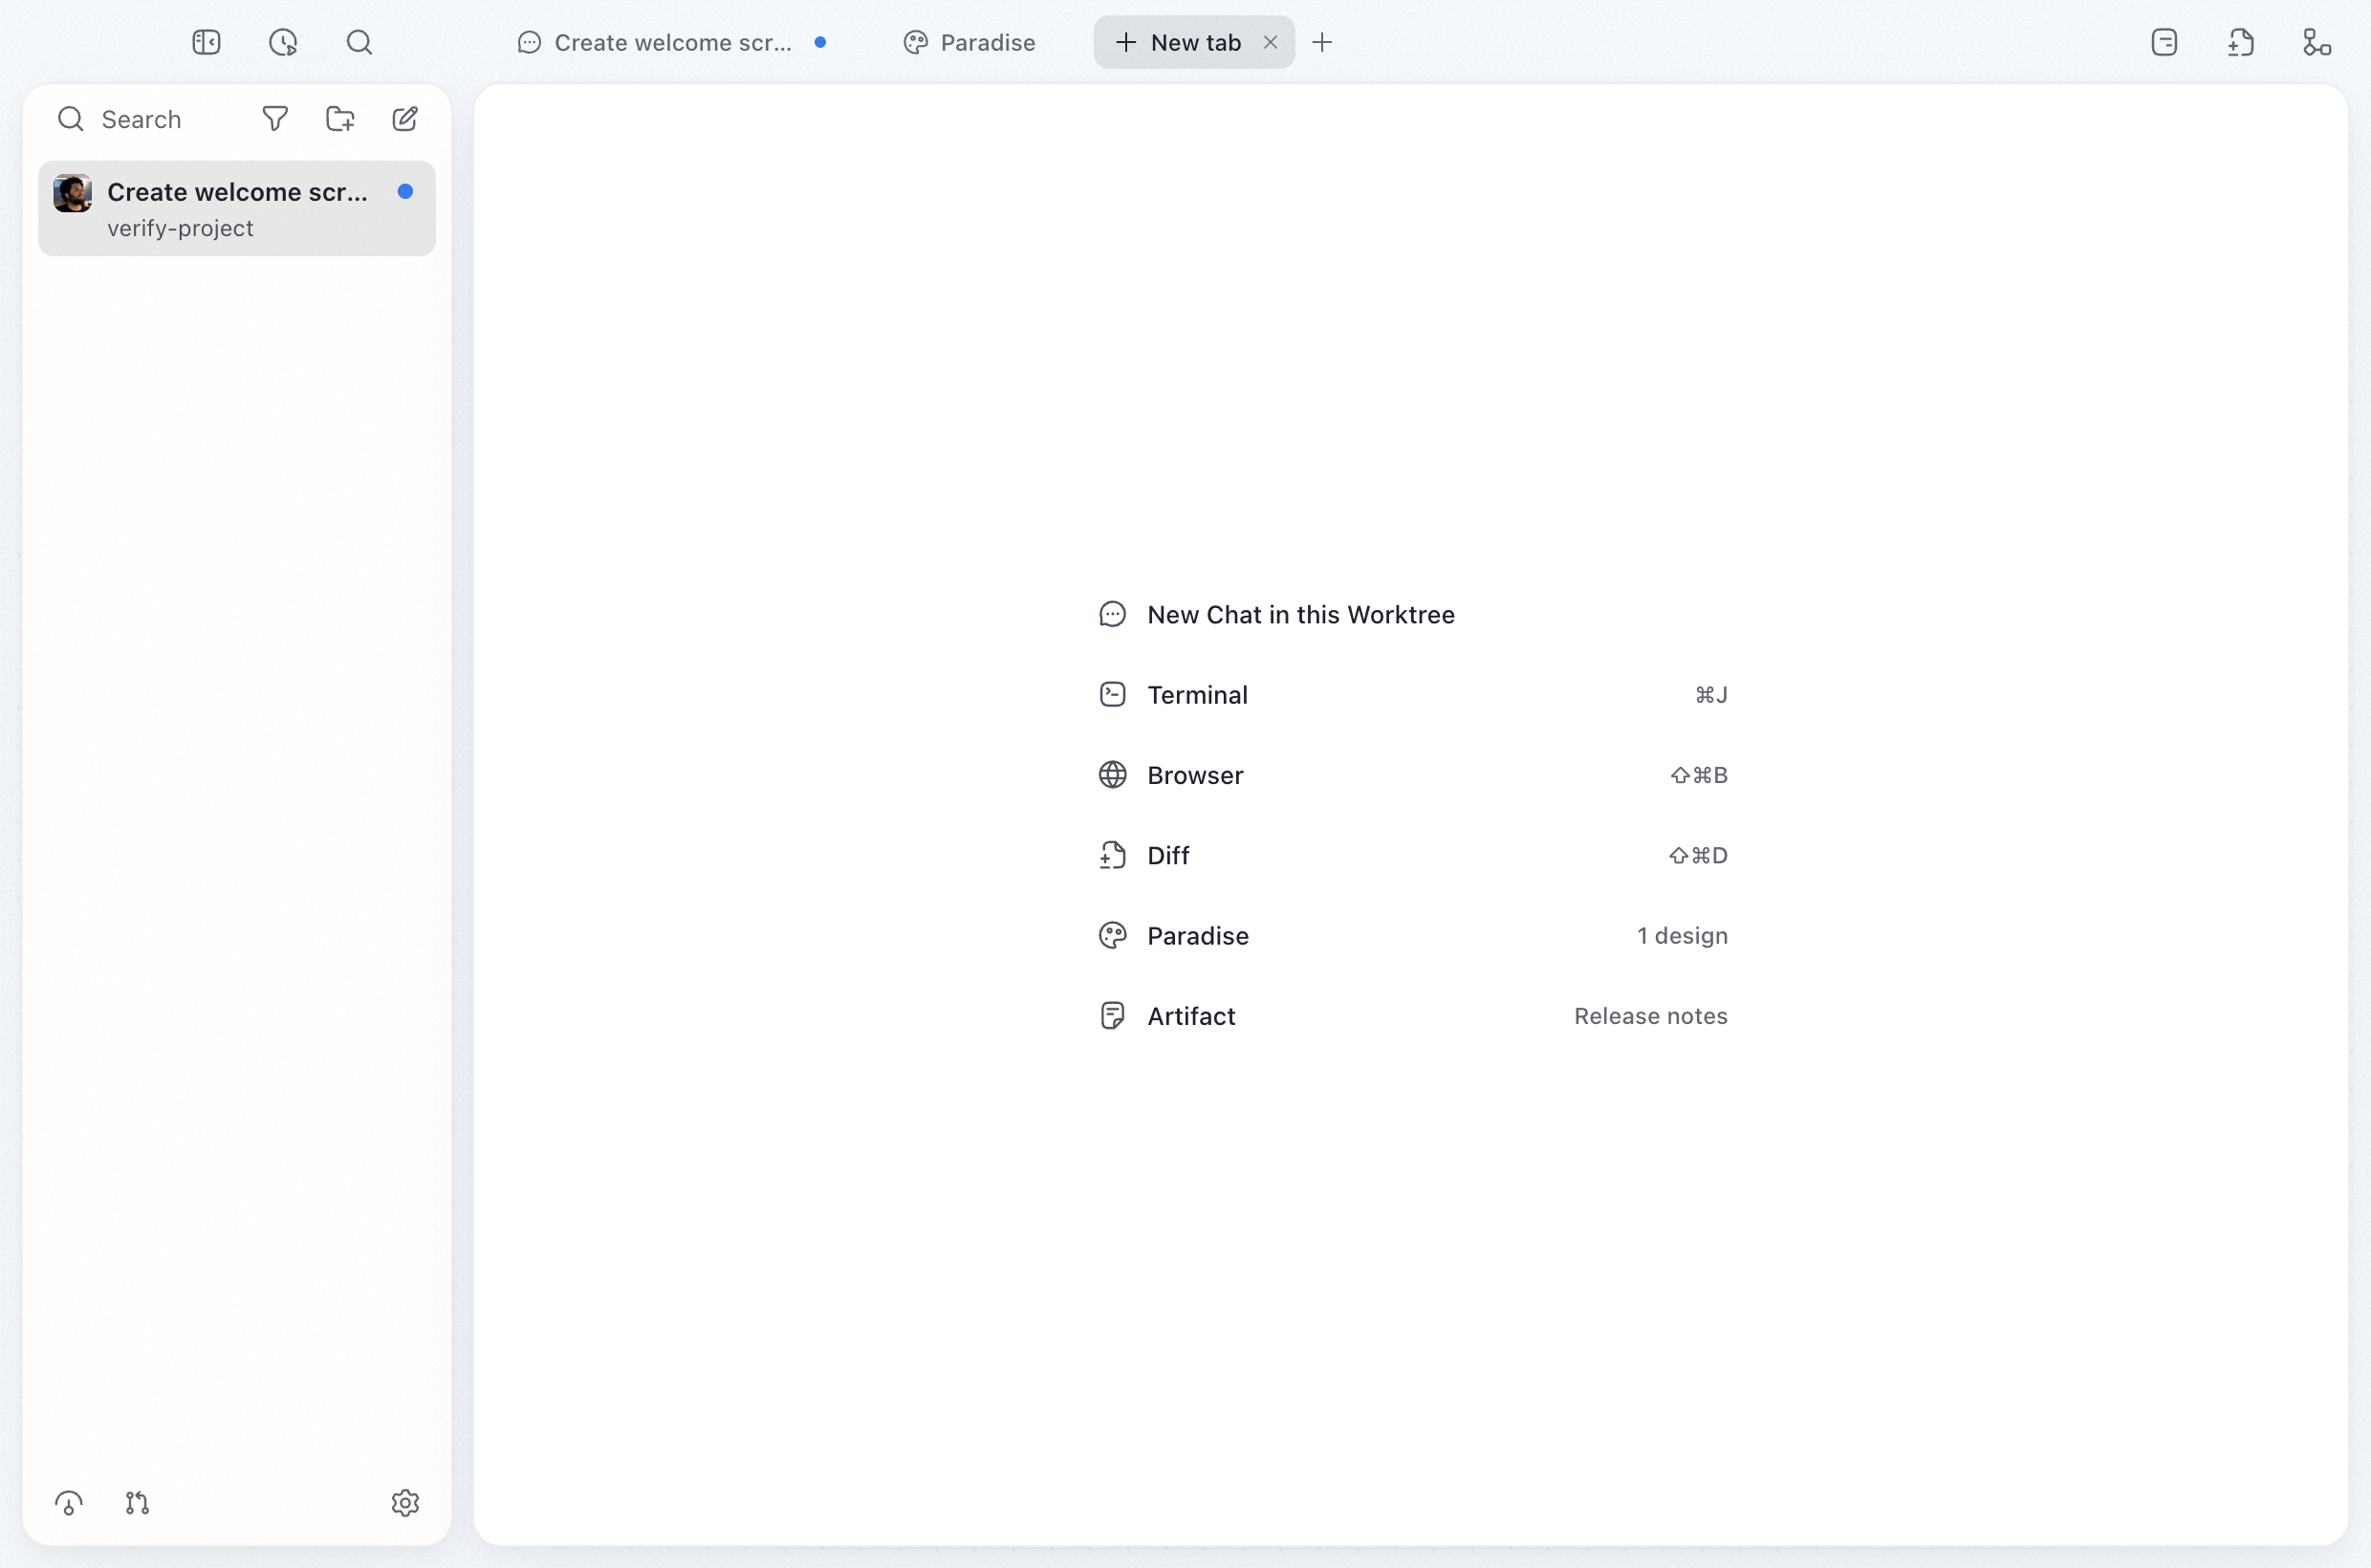 Create welcome scr...
Paradise
New tab
Search
Create welcome scr...
verify-project
New Chat in this Worktree
Terminal ⌘J
Browser ⇧⌘B
Diff ⇧⌘D
Paradise 1 design
Artifact Release notes